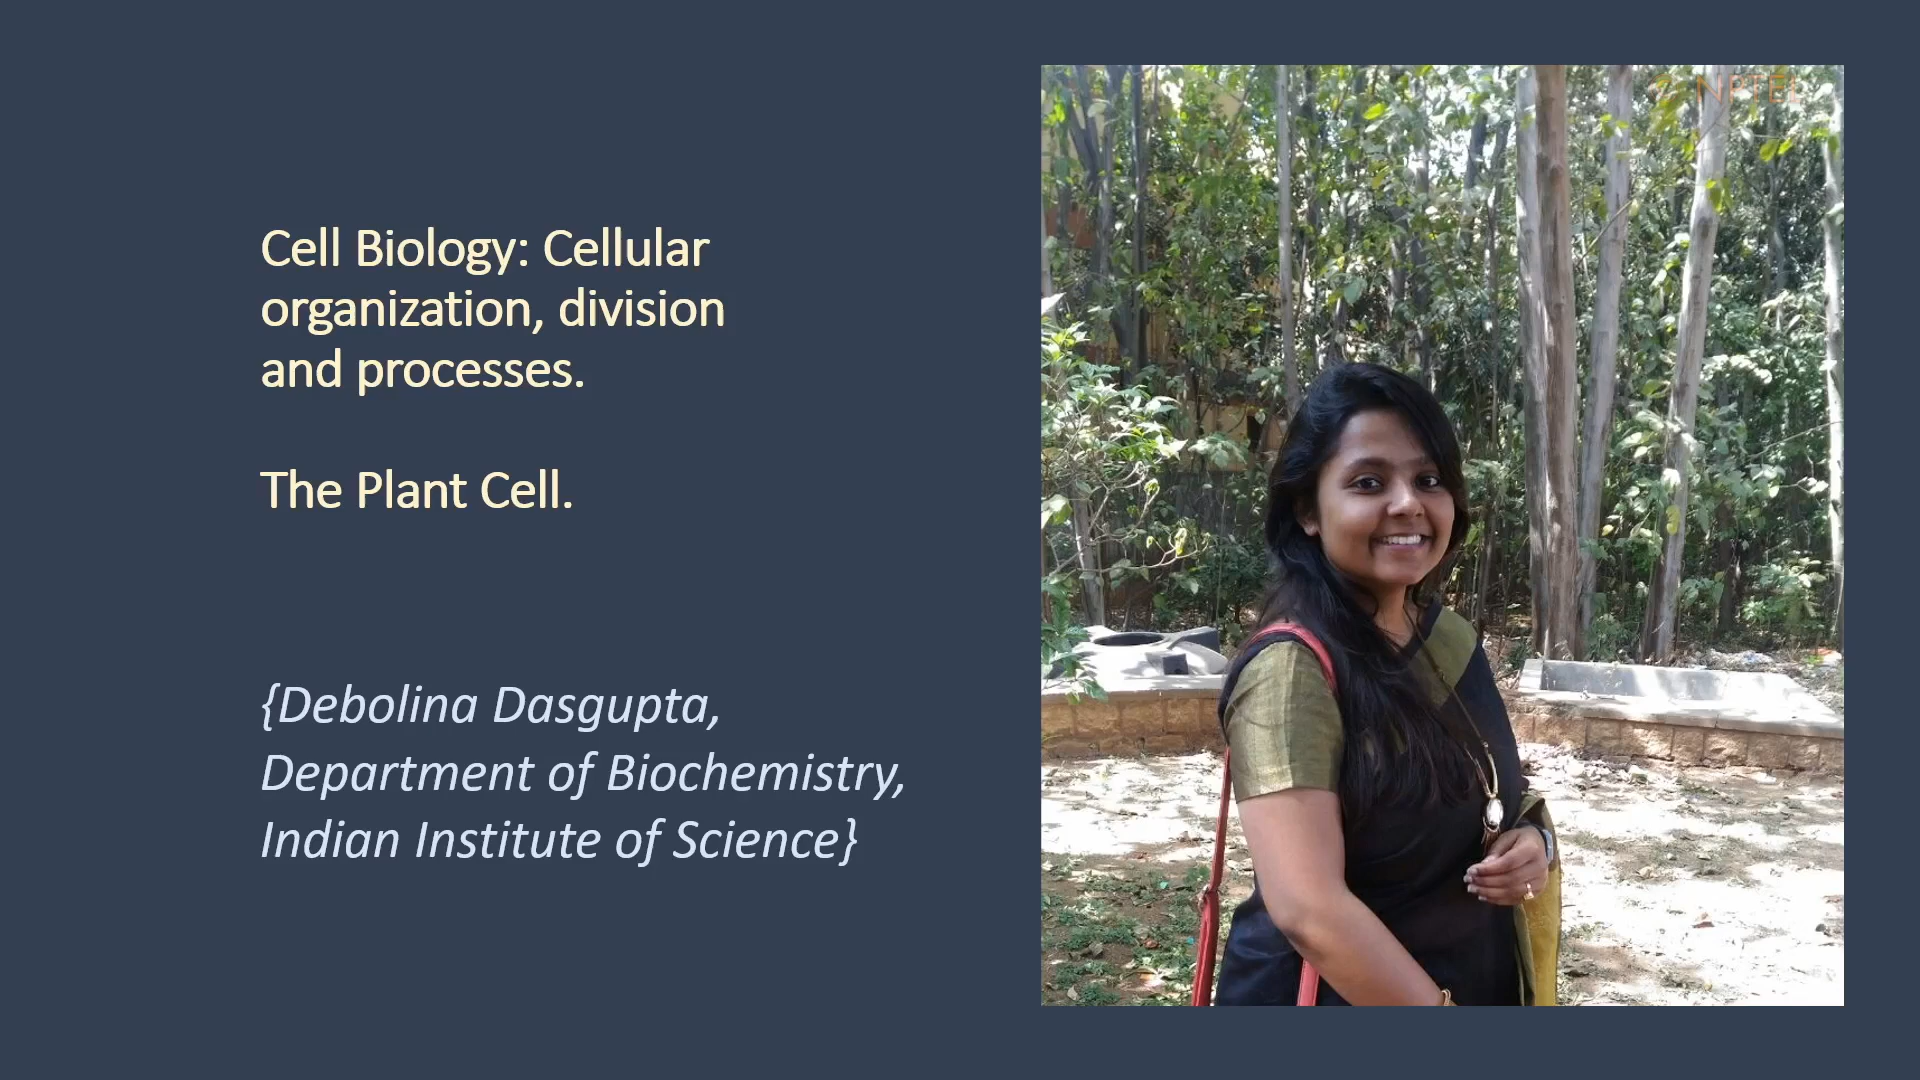 Cell Biology: Cellular
organization, division
and processes.
The Plant Cell.
{Debolina Dasgupta,
Department of Biochemistry,
Indian Institute of Science}
NPTEL